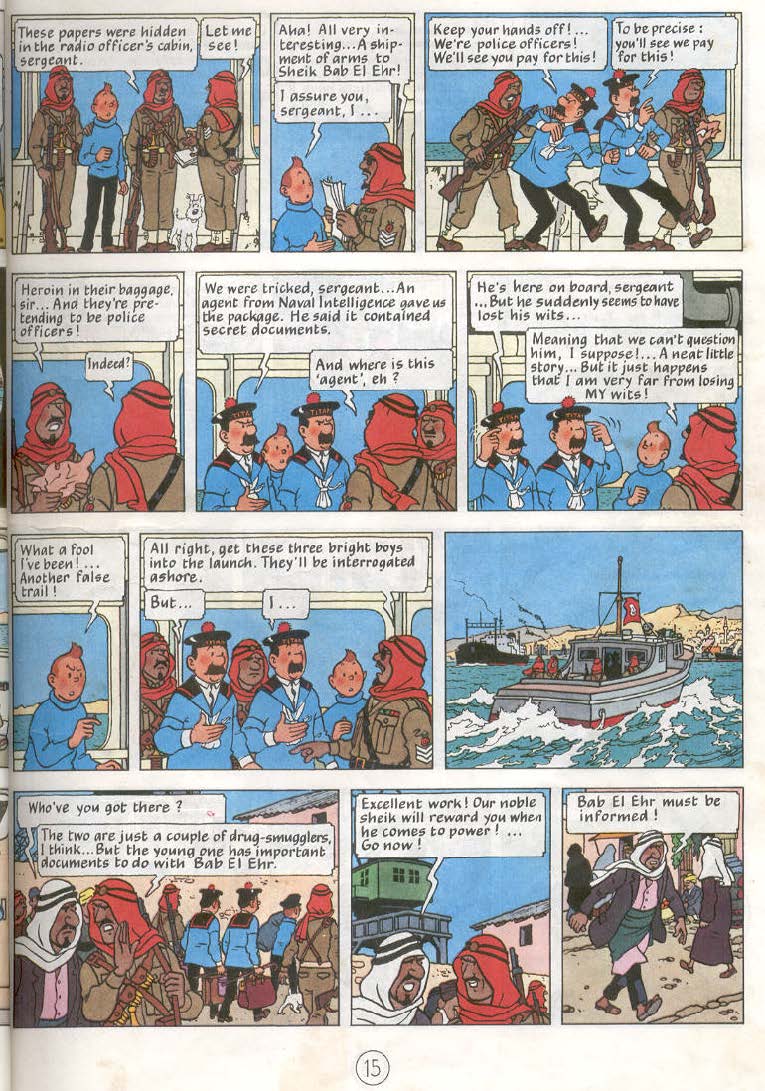 These papers were hidden
in the radio officer's cabin,
sergeant.
Let me
see!
Aha! All very in-
teresting... A ship-
ment of arms to
Sheik Bab El Ehr!
I assure you,
sergeant, I ...
Keep your hands off! ...
We're police officers!
We'll see you pay for this!
To be precise:
you'll see we pay
for this!
Heroin in their baggage,
sir... And they're pre-
tending to be police
officers!
Indeed?
We were tricked, sergeant... An
agent from Naval Intelligence gave us
the package. He said it contained
secret documents.
And where is this
'agent', eh?
TITAN
TITAN
He's here on board, sergeant
...But he suddenly seems to have
lost his wits...
Meaning that we can't question
him, I suppose!... A neat little
story... But it just happens
that I am very far from losing
MY wits!
TITAN
TITAN
What a fool
I've been! ...
Another false
trail!
All right, get these three bright boys
into the launch. They'll be interrogated
ashore.
But...
I ...
TITAN
TITAN
Who've you got there?
The two are just a couple of drug-smugglers,
I think... But the young one has important
documents to do with Bab El Ehr.
Excellent work! Our noble
sheik will reward you when
he comes to power! ...
Go now!
Bab El Ehr must be
informed!
15